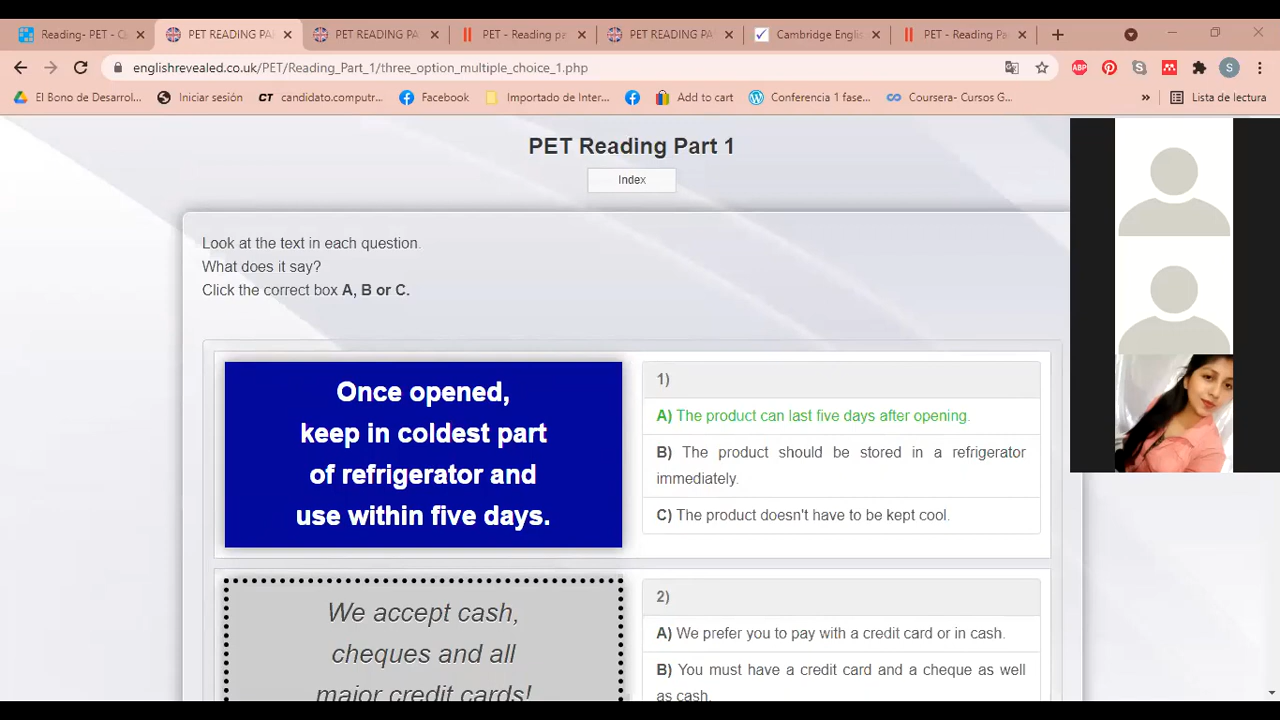 Reading- PET - C
PET READING PA
PET READING PA
PET - Reading pa
PET READING PA
Cambridge Engli
PET - Reading Pa
englishrevealed.co.uk/PET/Reading_Part_1/three_option_multiple_choice_1.php
ABP
S
El Bono de Desarrol...
Iniciar sesión
CT candidato.computr...
Facebook
Importado de Inter...
Add to cart
Conferencia 1 fase...
Coursera- Cursos G...
»
Lista de lectura
PET Reading Part 1
Index
Look at the text in each question.
What does it say?
Click the correct box A, B or C.
Once opened,
keep in coldest part
of refrigerator and
use within five days.
1)
A) The product can last five days after opening.
B) The product should be stored in a refrigerator
immediately.
C) The product doesn't have to be kept cool.
We accept cash,
cheques and all
major credit cards!
2)
A) We prefer you to pay with a credit card or in cash.
B) You must have a credit card and a cheque as well
as cash.